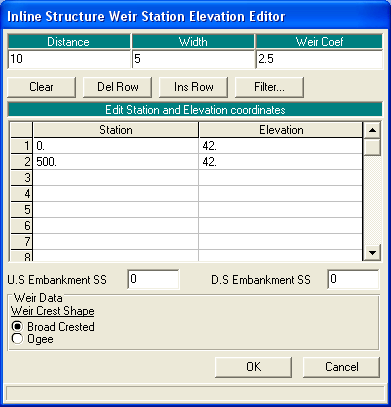 Inline Structure Weir Station Elevation Editor
Distance Width Weir Coef
10 5 2.5
Clear Del Row Ins Row Filter...
Edit Station and Elevation coordinates
Station Elevation
1 0. 42.
2 500. 42.
3
4
5
6
7
8
U.S Embankment SS 0 D.S Embankment SS 0
Weir Data
Weir Crest Shape
Broad Crested
Ogee
OK Cancel